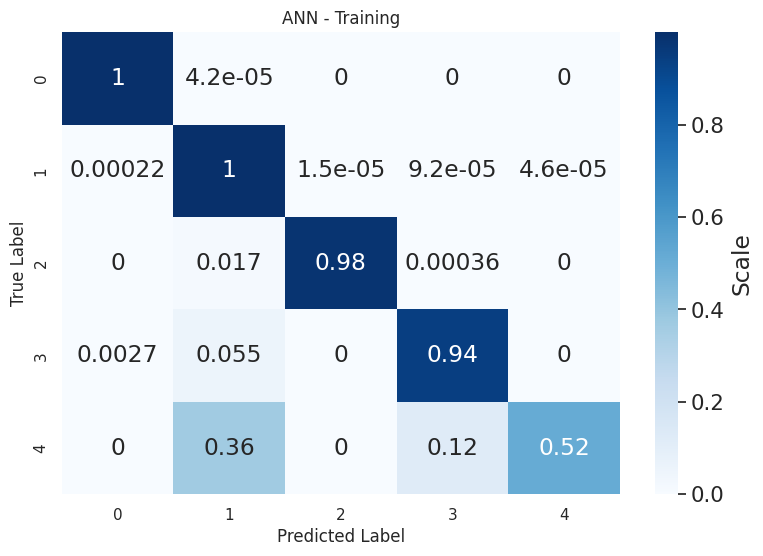 ANN - Training
0 1 4.2e-05 0 0 0
1 0.00022 1 1.5e-05 9.2e-05 4.6e-05
2 0 0.017 0.98 0.00036 0
3 0.0027 0.055 0 0.94 0
4 0 0.36 0 0.12 0.52
0 1 2 3 4
Predicted Label
True Label
0.8
0.6
0.4
0.2
0.0
Scale